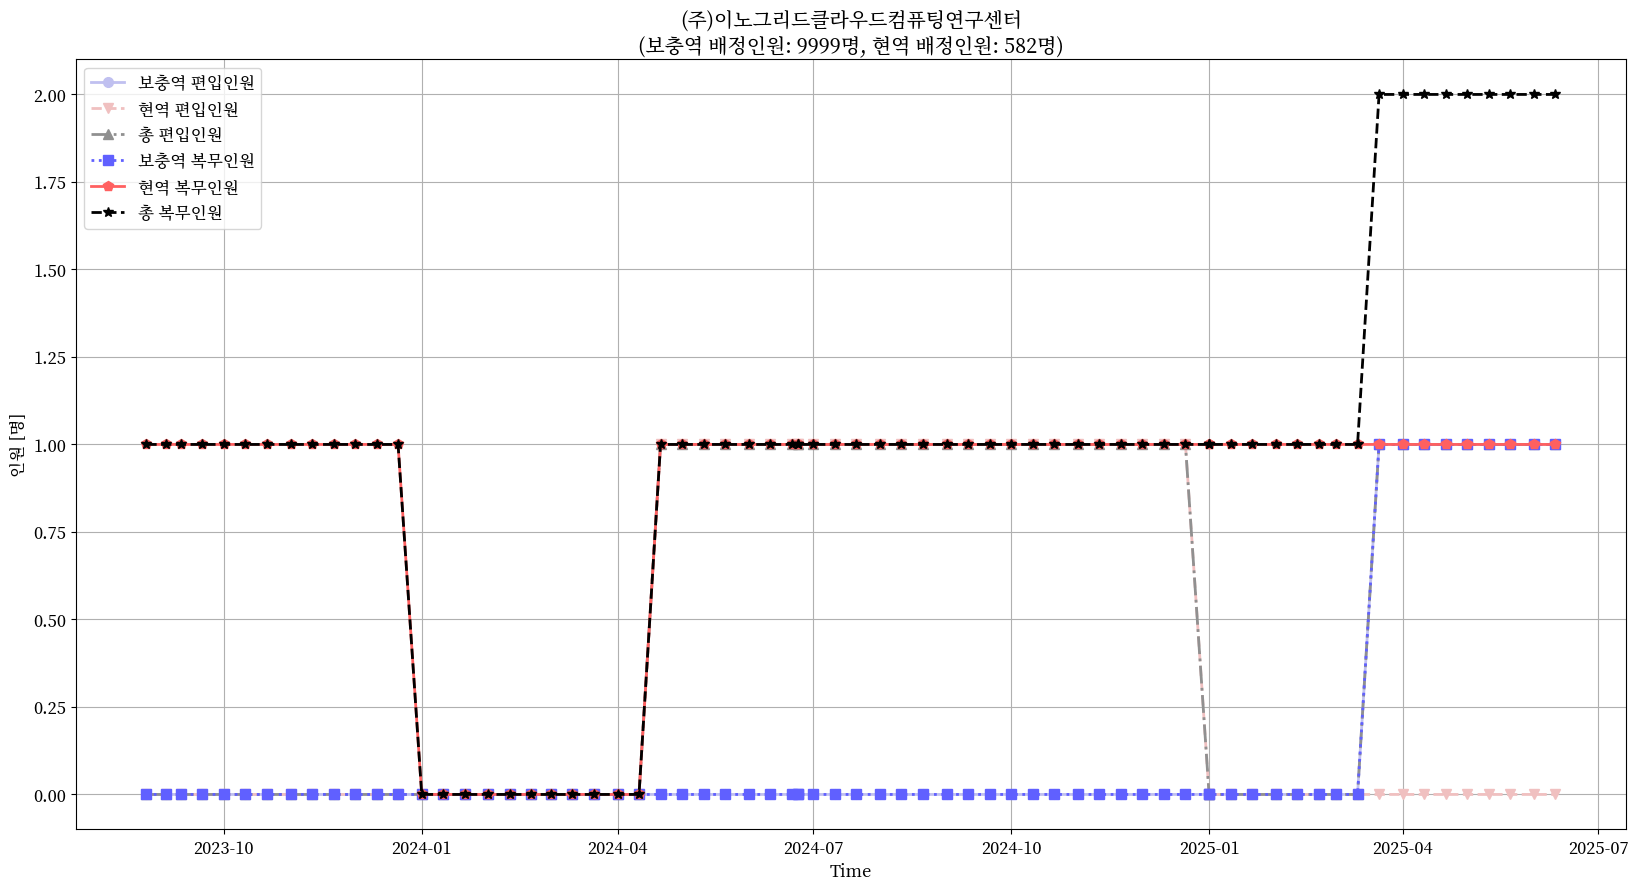 (주)이노그리드클라우드컴퓨팅연구센터
(보충역 배정인원: 9999명, 현역 배정인원: 582명)
보충역 편입인원
현역 편입인원
총 편입인원
보충역 복무인원
현역 복무인원
총 복무인원
2.00
1.75
1.50
1.25
1.00
0.75
0.50
0.25
0.00
인원 [명]
2023-10
2024-01
2024-04
2024-07
2024-10
2025-01
2025-04
2025-07
Time